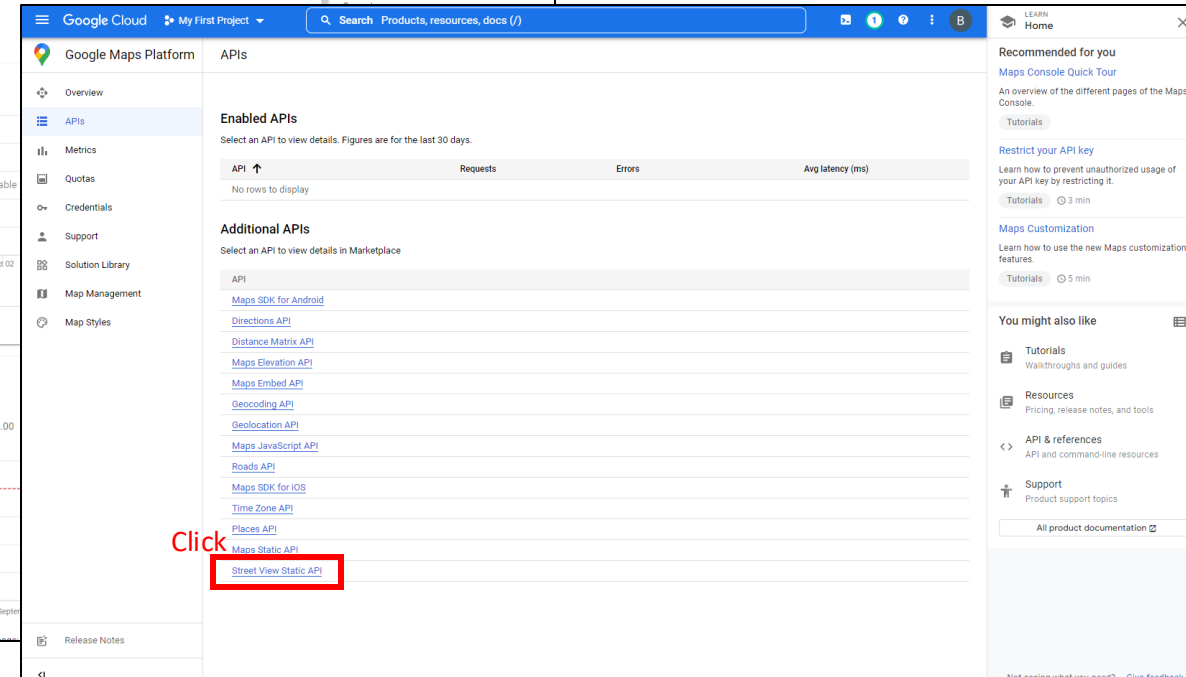 Google Cloud My First Project Search Products, resources, docs (/) 1 ? B
LEARN
Home
Google Maps Platform
APIs
Overview
APIs
Metrics
Quotas
Credentials
Support
Solution Library
Map Management
Map Styles
Release Notes
Enabled APIs
Select an API to view details. Figures are for the last 30 days.
API ↑ Requests Errors Avg latency (ms)
No rows to display
Additional APIs
Select an API to view details in Marketplace
API
Maps SDK for Android
Directions API
Distance Matrix API
Maps Elevation API
Maps Embed API
Geocoding API
Geolocation API
Maps JavaScript API
Roads API
Maps SDK for iOS
Time Zone API
Places API
Click
Maps Static API
Street View Static API
Recommended for you
Maps Console Quick Tour
An overview of the different pages of the Maps
Console.
Tutorials
Restrict your API key
Learn how to prevent unauthorized usage of
your API key by restricting it.
Tutorials 3 min
Maps Customization
Learn how to use the new Maps customization
features.
Tutorials 5 min
You might also like
Tutorials
Walkthroughs and guides
Resources
Pricing, release notes, and tools
API & references
API and command-line resources
Support
Product support topics
All product documentation
able
02
.00
Septer